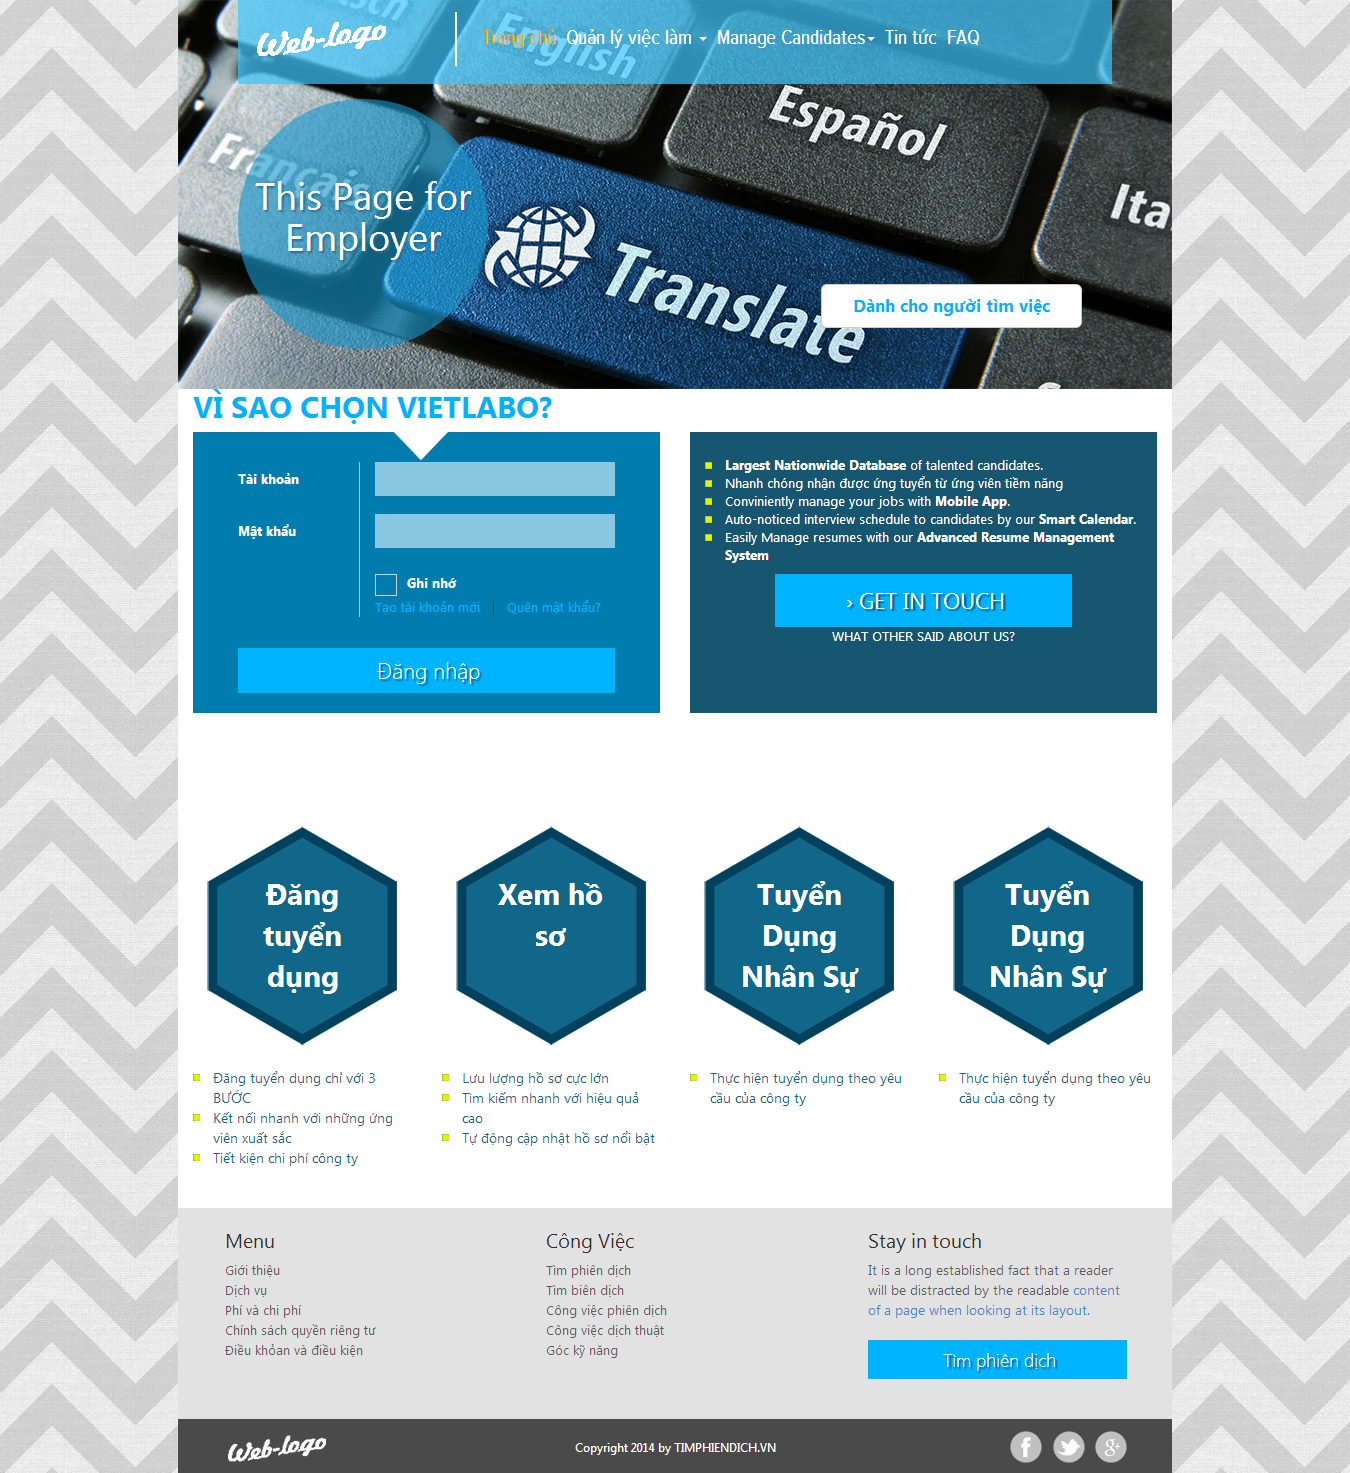 Web-logo
Trang chủ Quản lý việc làm Manage Candidates Tin tức FAQ
English
Español
Français
Translate
This Page for
Employer
Dành cho người tìm việc
VÌ SAO CHỌN VIETLABO?
Tài khoản
Mật khẩu
Ghi nhớ
Tạo tài khoản mới | Quên mật khẩu?
Đăng nhập
Largest Nationwide Database of talented candidates.
Nhanh chóng nhận được ứng tuyển từ ứng viên tiềm năng
Conviniently manage your jobs with Mobile App.
Auto-noticed interview schedule to candidates by our Smart Calendar.
Easily Manage resumes with our Advanced Resume Management
System
› GET IN TOUCH
WHAT OTHER SAID ABOUT US?
Đăng
tuyển
dụng
Xem hồ
sơ
Tuyển
Dụng
Nhân Sự
Tuyển
Dụng
Nhân Sự
Đăng tuyển dụng chỉ với 3
BƯỚC
Kết nối nhanh với những ứng
viên xuất sắc
Tiết kiện chi phí công ty
Lưu lượng hồ sơ cực lớn
Tìm kiếm nhanh với hiệu quả
cao
Tự động cập nhật hồ sơ nổi bật
Thực hiện tuyển dụng theo yêu
cầu của công ty
Thực hiện tuyển dụng theo yêu
cầu của công ty
Menu
Giới thiệu
Dịch vụ
Phí và chi phí
Chính sách quyền riêng tư
Điều khỏan và điều kiện
Công Việc
Tìm phiên dịch
Tìm biên dịch
Công việc phiên dịch
Công việc dịch thuật
Góc kỹ năng
Stay in touch
It is a long established fact that a reader
will be distracted by the readable content
of a page when looking at its layout.
Tìm phiên dịch
Web-logo
Copyright 2014 by TIMPHIENDICH.VN